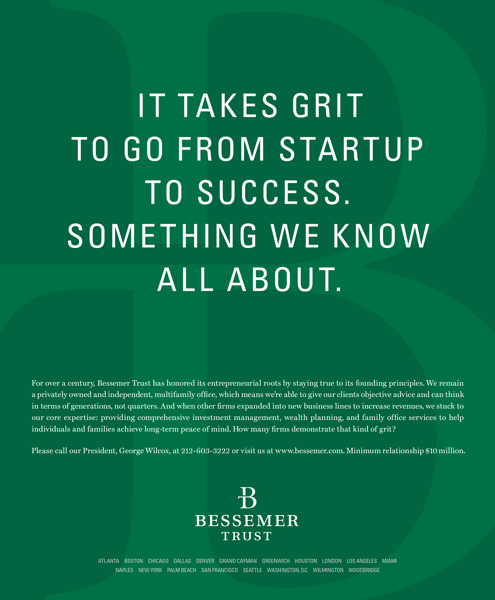 IT TAKES GRIT
TO GO FROM STARTUP
TO SUCCESS.
SOMETHING WE KNOW
ALL ABOUT.
For over a century, Bessemer Trust has honored its entrepreneurial roots by staying true to its founding principles. We remain
a privately owned and independent, multifamily office, which means we're able to give our clients objective advice and can think
in terms of generations, not quarters. And when other firms expanded into new business lines to increase revenues, we stuck to
our core expertise: providing comprehensive investment management, wealth planning, and family office services to help
individuals and families achieve long-term peace of mind. How many firms demonstrate that kind of grit?
Please call our President, George Wilcox, at 212-603-3222 or visit us at www.bessemer.com. Minimum relationship $10 million.
B
BESSEMER
TRUST
ATLANTA BOSTON CHICAGO DALLAS DENVER GRAND CAYMAN GREENWICH HOUSTON LONDON LOS ANGELES MIAMI
NAPLES NEW YORK PALM BEACH SAN FRANCISCO SEATTLE WASHINGTON, D.C. WILMINGTON WOODBRIDGE